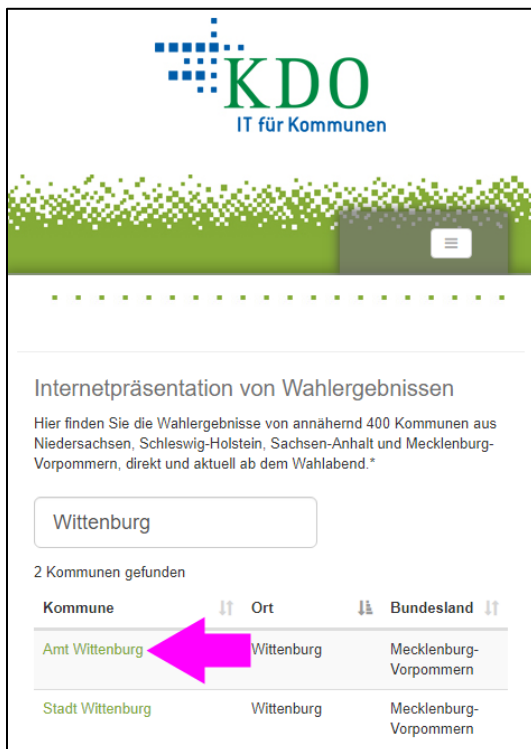 KDO
IT für Kommunen
Internetpräsentation von Wahlergebnissen
Hier finden Sie die Wahlergebnisse von annähernd 400 Kommunen aus
Niedersachsen, Schleswig-Holstein, Sachsen-Anhalt und Mecklenburg-
Vorpommern, direkt und aktuell ab dem Wahlabend.*
Wittenburg
2 Kommunen gefunden
Kommune Ort Bundesland
Amt Wittenburg Wittenburg Mecklenburg-
Vorpommern
Stadt Wittenburg Wittenburg Mecklenburg-
Vorpommern